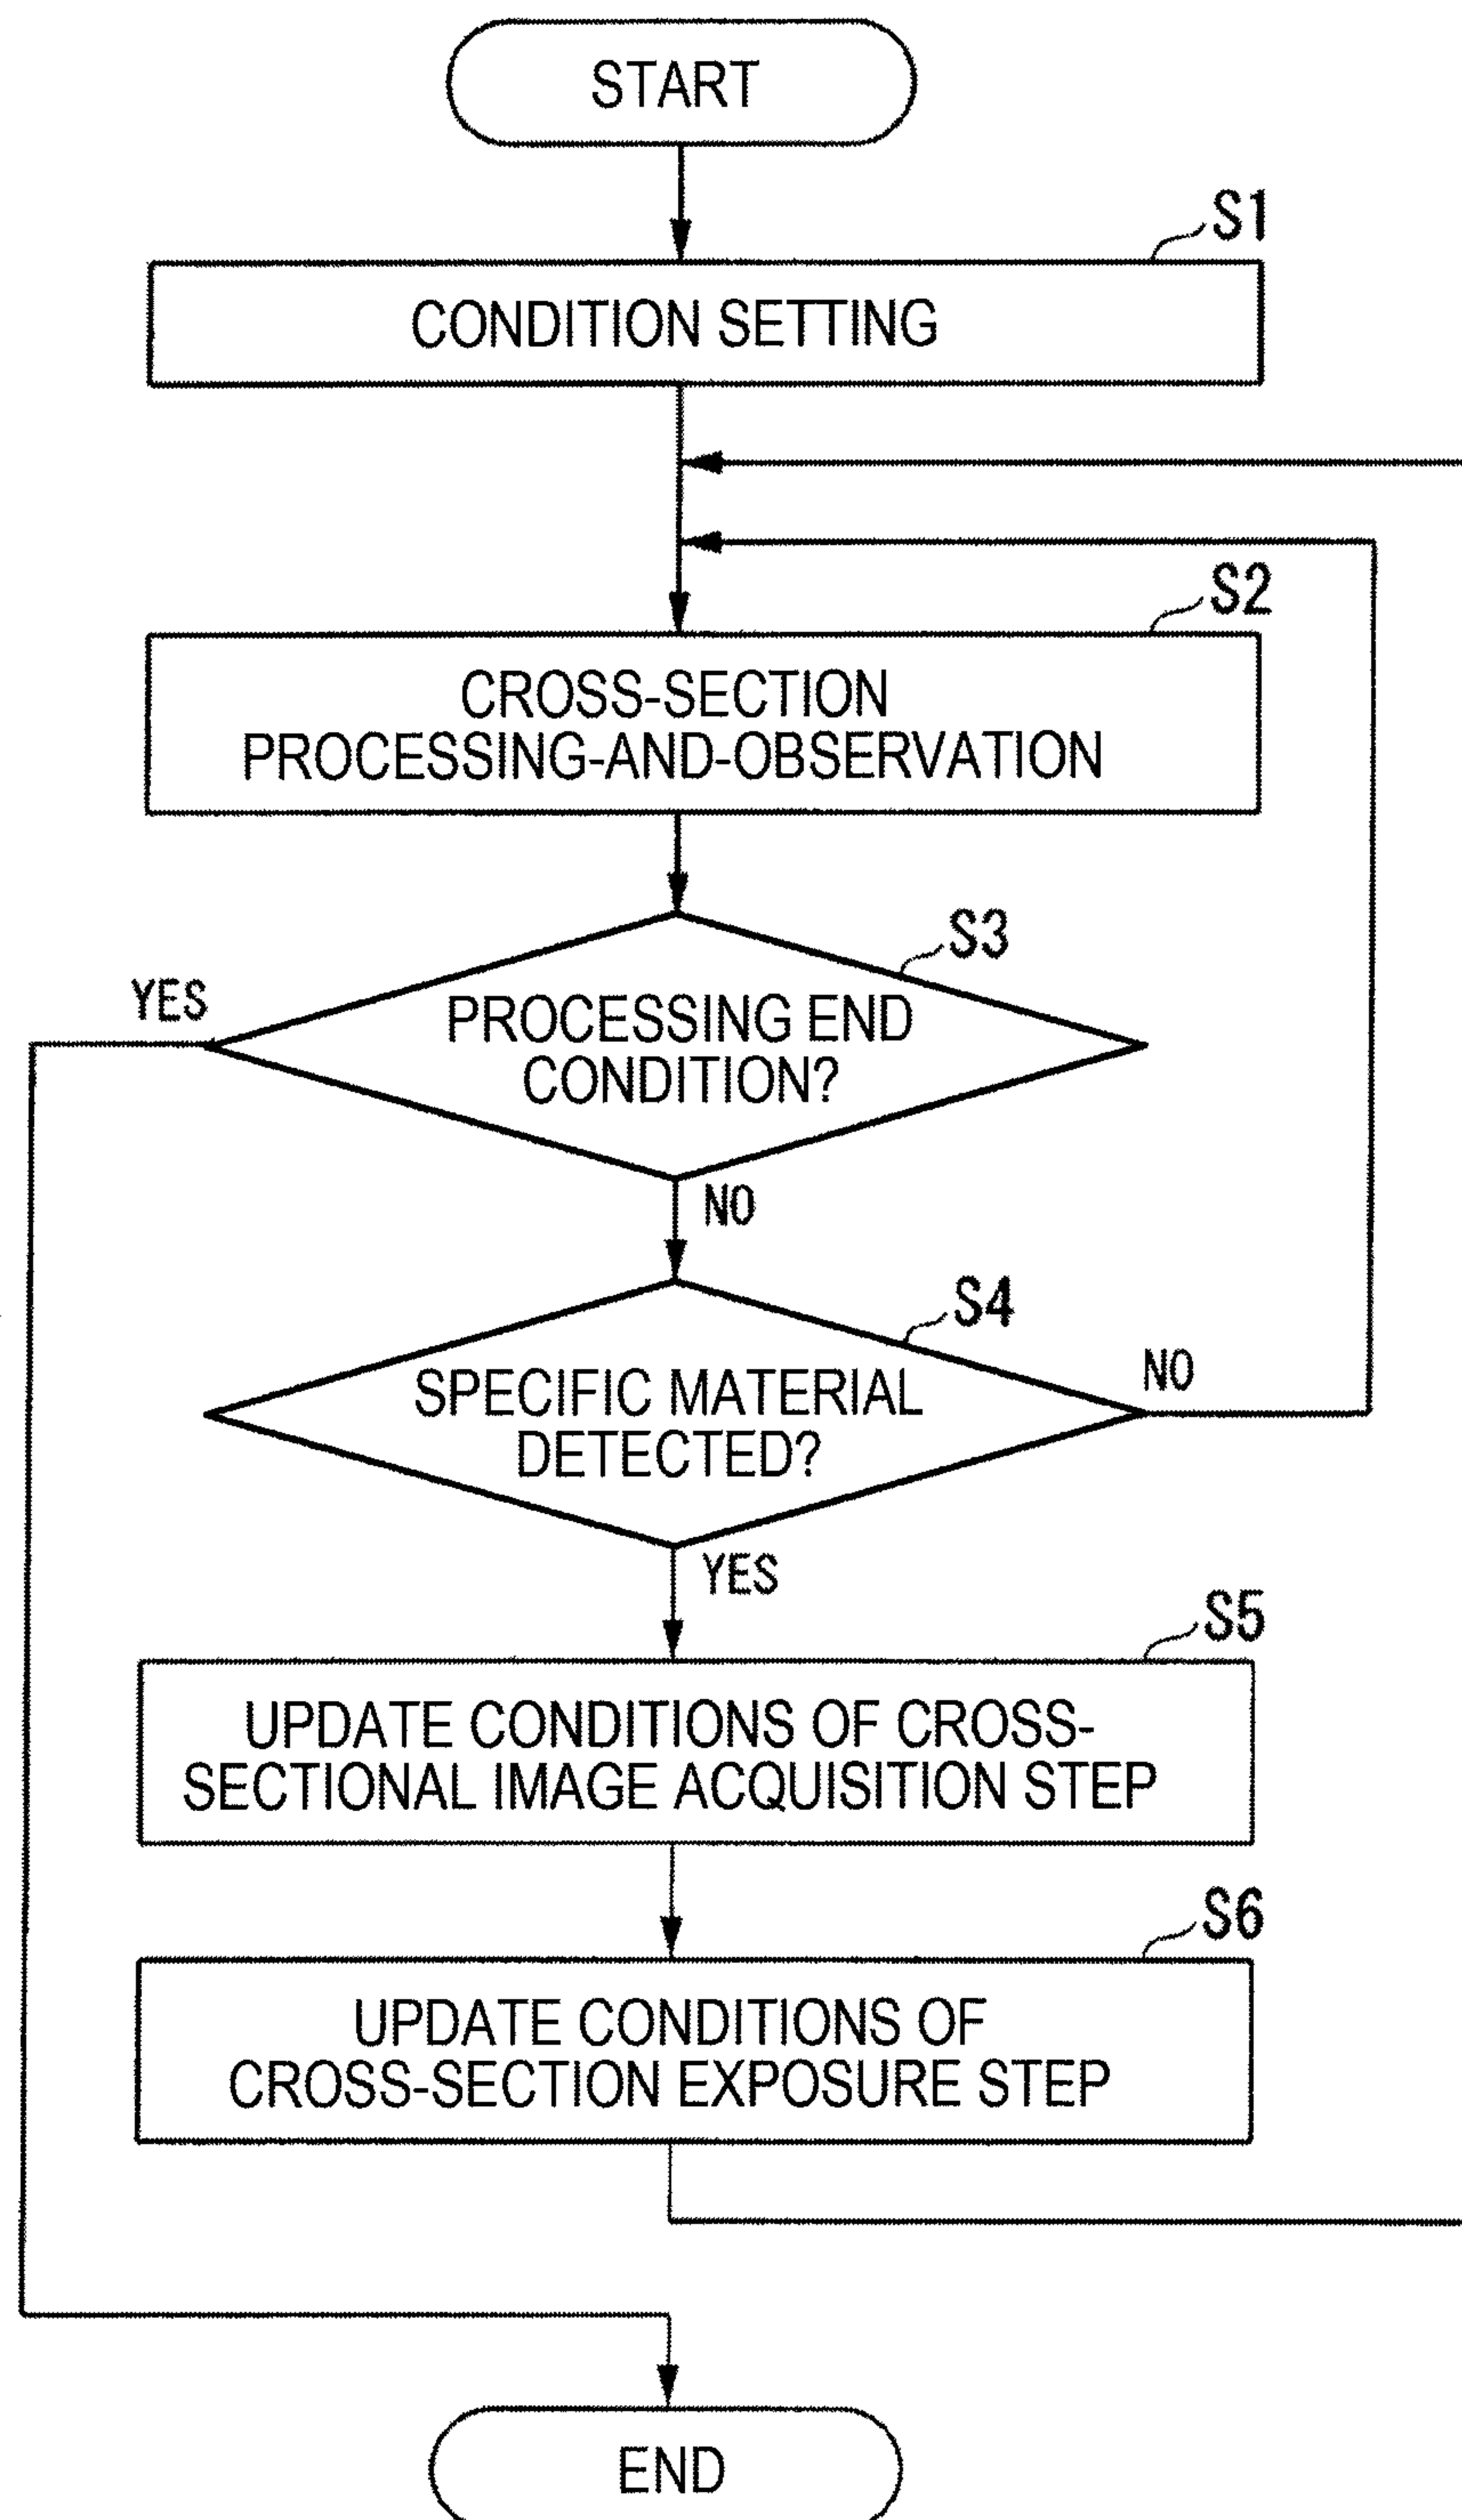 START
S1
CONDITION SETTING
S2
CROSS-SECTION
PROCESSING-AND-OBSERVATION
S3
YES
PROCESSING END
CONDITION?
NO
S4
NO
SPECIFIC MATERIAL
DETECTED?
YES
S5
UPDATE CONDITIONS OF CROSS-
SECTIONAL IMAGE ACQUISITION STEP
S6
UPDATE CONDITIONS OF
CROSS-SECTION EXPOSURE STEP
END